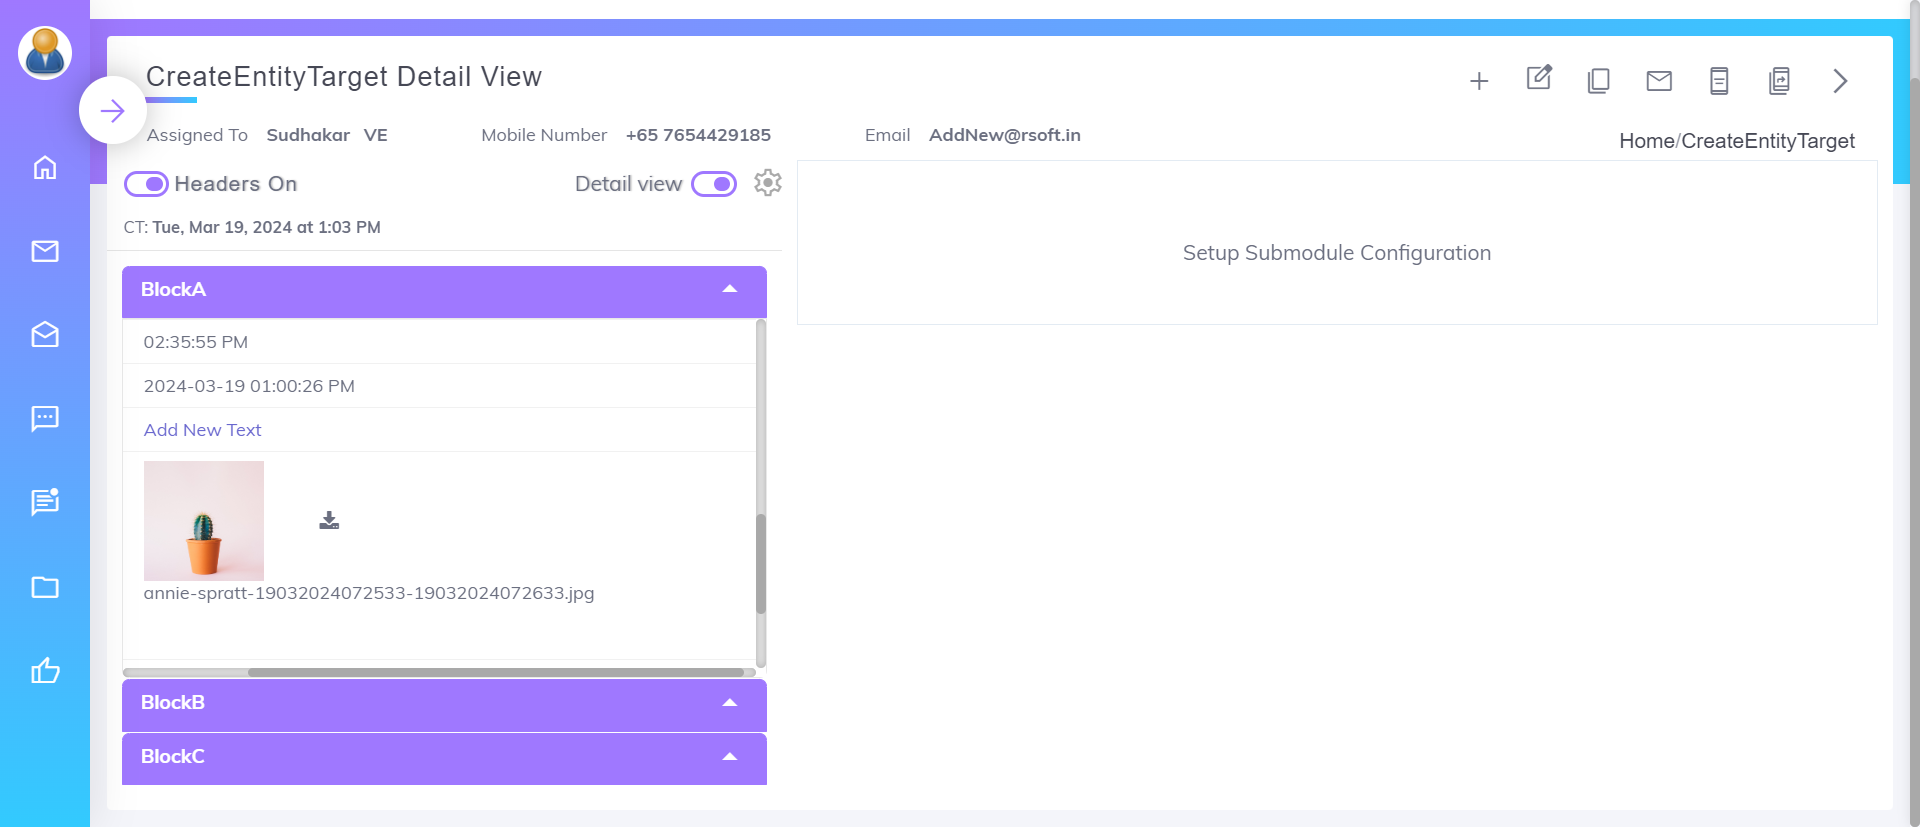 CreateEntityTarget Detail View
Assigned To Sudhakar VE Mobile Number +65 7654429185 Email AddNew@rsoft.in
Home/CreateEntityTarget
Headers On Detail view
CT: Tue, Mar 19, 2024 at 1:03 PM
Setup Submodule Configuration
BlockA
02:35:55 PM
2024-03-19 01:00:26 PM
Add New Text
annie-spratt-19032024072533-19032024072633.jpg
BlockB
BlockC